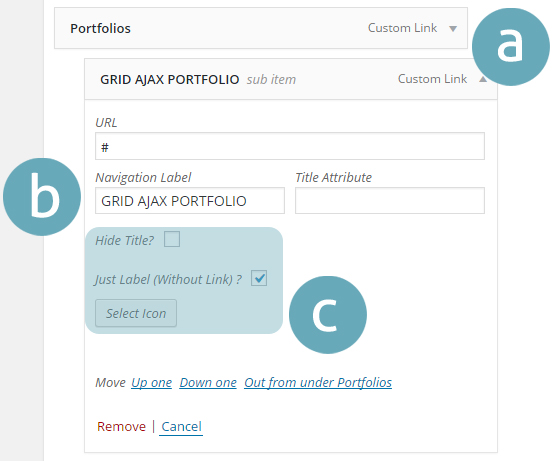 Portfolios Custom Link
a
GRID AJAX PORTFOLIO sub item Custom Link
URL
#
b
Navigation Label Title Attribute
GRID AJAX PORTFOLIO
Hide Title?
Just Label (Without Link) ?
c
Select Icon
Move Up one Down one Out from under Portfolios
Remove | Cancel